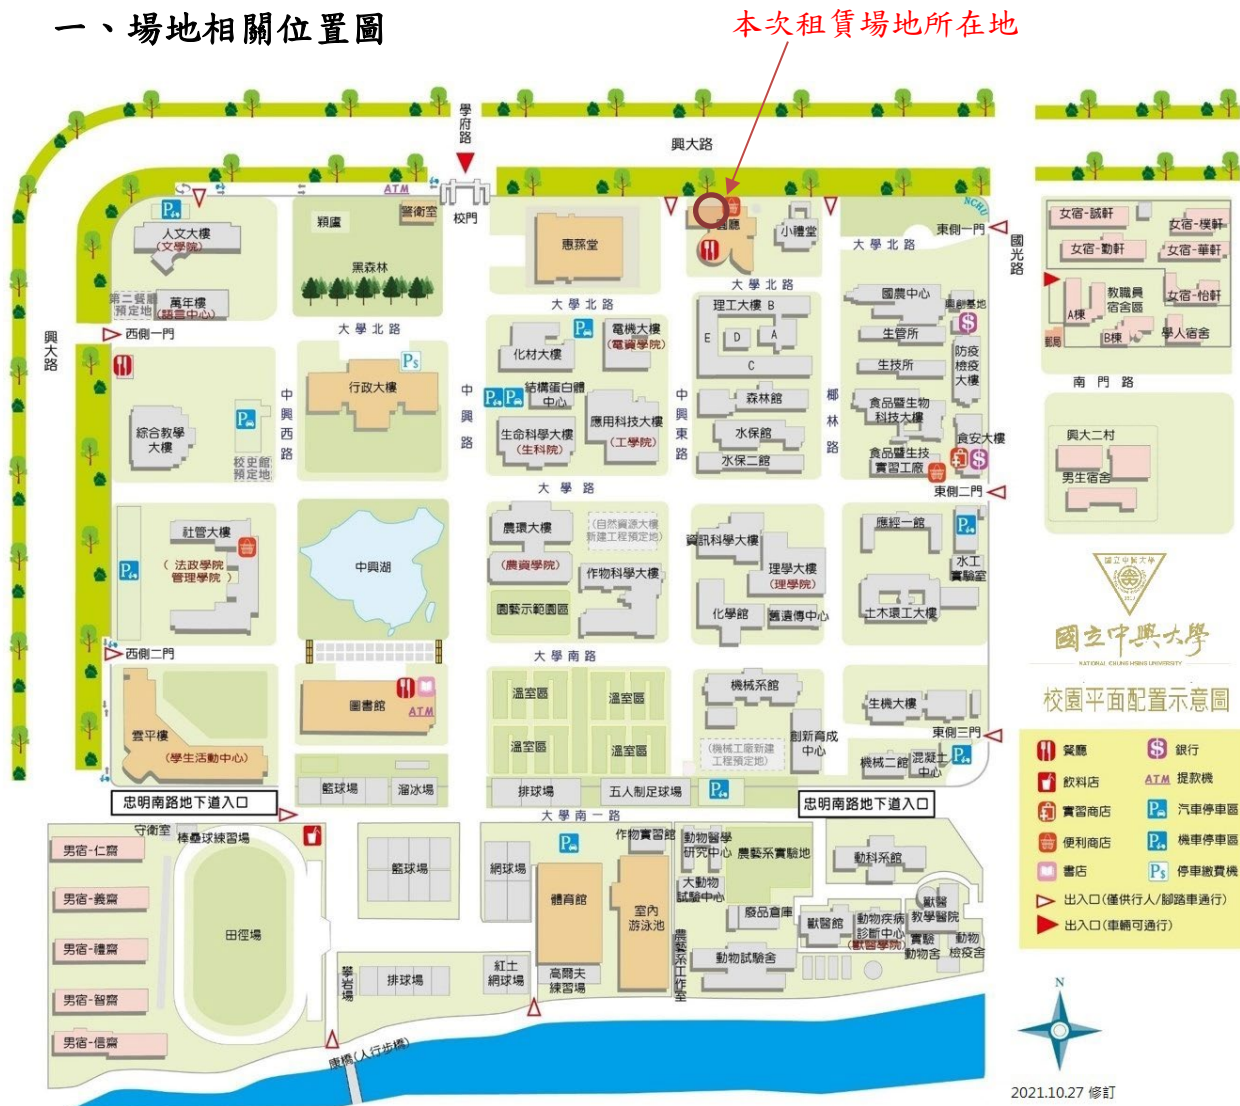 一、場地相關位置圖
本次租賃場地所在地
學府路
興大路
ATM
警衛室
校門
穎廬
人文大樓
(文學院)
惠蓀堂
圓廳
小禮堂
NCHU
東側一門
國光路
大學北路
女宿-誠軒
女宿-樸軒
女宿-勤軒
女宿-華軒
女宿-怡軒
教職員
宿舍區
A棟
B棟
學人宿舍
郵局
南門路
黑森林
第二餐廳
預定地
萬年樓
(語言中心)
西側一門
興大路
大學北路
大學北路
大學北路
理工大樓 B
E
D
A
C
國農中心
興創基地
生管所
生技所
防疫
檢疫
大樓
化材大樓
電機大樓
(電資學院)
行政大樓
中興西路
中興路
中興東路
椰林路
結構蛋白體
中心
生命科學大樓
(生科院)
應用科技大樓
(工學院)
森林館
水保館
水保二館
食品暨生物
科技大樓
食品暨生技
實習工廠
食安大樓
東側二門
興大二村
男生宿舍
綜合教學
大樓
校史館
預定地
大學路
社管大樓
(法政學院
管理學院)
中興湖
農環大樓
(農資學院)
(自然資源大樓
新建工程預定地)
作物科學大樓
園藝示範園區
資訊科學大樓
理學大樓
(理學院)
化學館
舊遺傳中心
應經一館
水工
實驗室
土木環工大樓
國立中興大學
NATIONAL CHUNG HSING UNIVERSITY
校園平面配置示意圖
西側二門
大學南路
雲平樓
(學生活動中心)
圖書館
ATM
溫室區
溫室區
溫室區
溫室區
機械系館
(機械工廠新建
工程預定地)
創新育成
中心
生機大樓
東側三門
機械二館
混凝土
中心
籃球場
溜冰場
排球場
五人制足球場
忠明南路地下道入口
忠明南路地下道入口
大學南一路
餐廳
銀行
飲料店
ATM 提款機
實習商店
汽車停車區
便利商店
機車停車區
書店
停車繳費機
出入口(僅供行人/腳踏車通行)
出入口(車輛可通行)
守衛室
棒壘球練習場
男宿-仁齋
男宿-義齋
男宿-禮齋
男宿-智齋
男宿-信齋
田徑場
籃球場
網球場
體育館
作物實習館
室內
游泳池
動物醫學
研究中心
農藝系實驗地
大動物
試驗中心
廢品倉庫
動科系館
獸醫館
動物疾病
診斷中心
(獸醫學院)
獸醫
教學醫院
實驗
動物舍
動物
檢疫舍
動物試驗舍
農藝系工作室
攀岩場
排球場
紅土
網球場
高爾夫
練習場
康橋(人行步橋)
N
2021.10.27 修訂